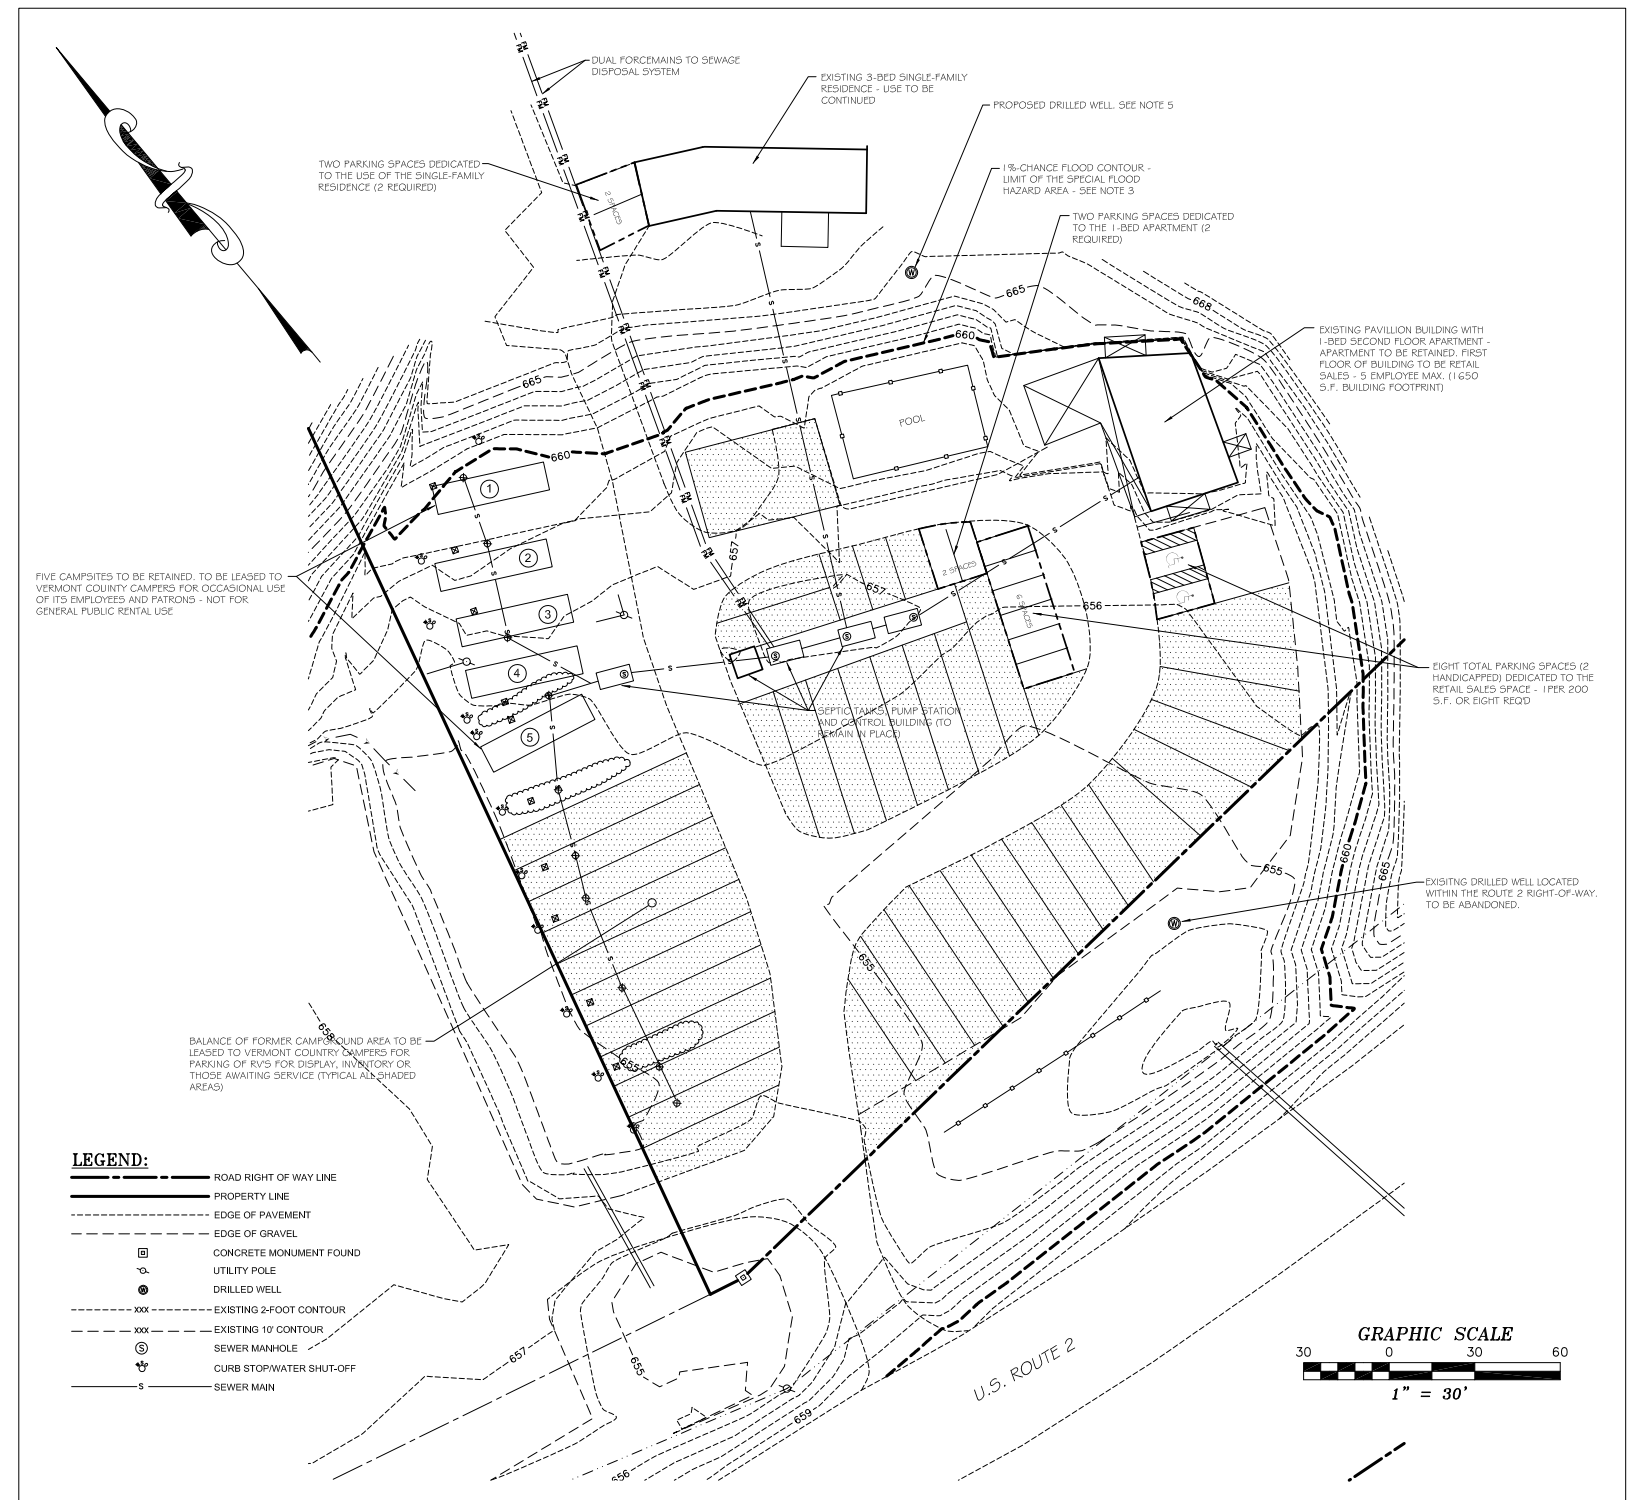 DUAL FORCEMAINS TO SEWAGE
DISPOSAL SYSTEM
EXISTING 3-BED SINGLE-FAMILY
RESIDENCE - USE TO BE
CONTINUED
PROPOSED DRILLED WELL. SEE NOTE 5
TWO PARKING SPACES DEDICATED
TO THE USE OF THE SINGLE-FAMILY
RESIDENCE (2 REQUIRED)
1%-CHANCE FLOOD CONTOUR -
LIMIT OF THE SPECIAL FLOOD
HAZARD AREA - SEE NOTE 3
2 SPACES
TWO PARKING SPACES DEDICATED
TO THE 1-BED APARTMENT (2
REQUIRED)
EXISTING PAVILLION BUILDING WITH
1-BED SECOND FLOOR APARTMENT -
APARTMENT TO BE RETAINED. FIRST
FLOOR OF BUILDING TO BE RETAIL
SALES - 5 EMPLOYEE MAX. (1650
S.F. BUILDING FOOTPRINT)
665
668
660
665
660
POOL
1
2
3
4
5
657
657
656
2 SPACES
6 SPACES
FIVE CAMPSITES TO BE RETAINED. TO BE LEASED TO
VERMONT COUINTY CAMPERS FOR OCCASIONAL USE
OF ITS EMPLOYEES AND PATRONS - NOT FOR
GENERAL PUBLIC RENTAL USE
EIGHT TOTAL PARKING SPACES (2
HANDICAPPED) DEDICATED TO THE
RETAIL SALES SPACE - 1PER 200
S.F. OR EIGHT REQ'D
SEPTIC TANKS, PUMP STATION
AND CONTROL BUILDING (TO
REMAIN IN PLACE)
660
665
655
EXISITNG DRILLED WELL LOCATED
WITHIN THE ROUTE 2 RIGHT-OF-WAY.
TO BE ABANDONED.
655
658
655
BALANCE OF FORMER CAMPGROUND AREA TO BE
LEASED TO VERMONT COUNTRY CAMPERS FOR
PARKING OF RV'S FOR DISPLAY, INVENTORY OR
THOSE AWAITING SERVICE (TYPICAL ALL SHADED
AREAS)
LEGEND:
ROAD RIGHT OF WAY LINE
PROPERTY LINE
EDGE OF PAVEMENT
EDGE OF GRAVEL
CONCRETE MONUMENT FOUND
UTILITY POLE
W DRILLED WELL
XXX EXISTING 2-FOOT CONTOUR
XXX EXISTING 10' CONTOUR
S SEWER MANHOLE
CURB STOP/WATER SHUT-OFF
S SEWER MAIN
657
655
659
656
U.S. ROUTE 2
GRAPHIC SCALE
30 0 30 60
1" = 30'